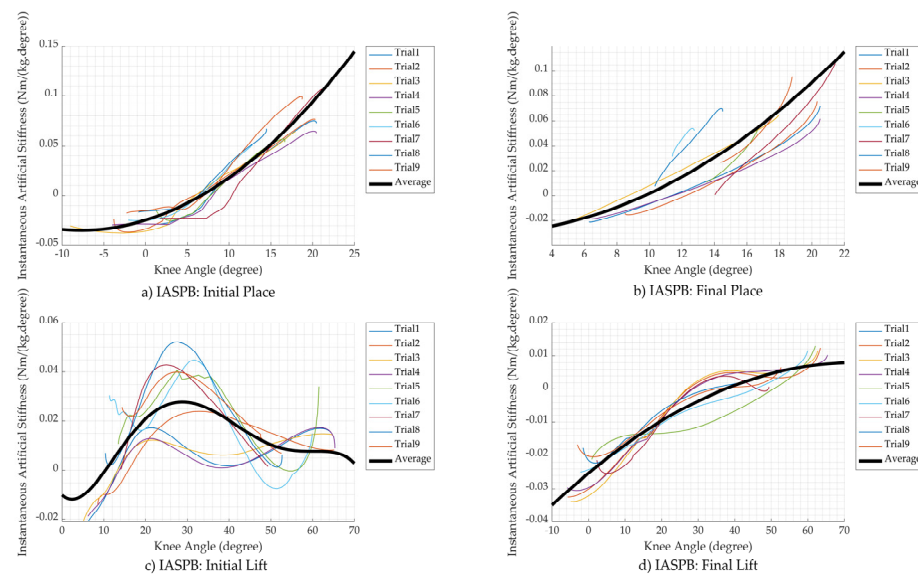 0.15
0.1
0.05
0
-0.05
-10
-5
0
5
10
15
20
25
Instantaneous Artificial Stiffness (Nm/(kg.degree))
Knee Angle (degree)
Trial1
Trial2
Trial3
Trial4
Trial5
Trial6
Trial7
Trial8
Trial9
Average
a) IASPB: Initial Place
0.1
0.08
0.06
0.04
0.02
0
-0.02
4
6
8
10
12
14
16
18
20
22
Instantaneous Artificial Stiffness (Nm/(kg.degree))
Knee Angle (degree)
Trial1
Trial2
Trial3
Trial4
Trial5
Trial6
Trial7
Trial8
Trial9
Average
b) IASPB: Final Place
0.06
0.04
0.02
0
-0.02
0
10
20
30
40
50
60
70
Instantaneous Artificial Stiffness (Nm/(kg.degree))
Knee Angle (degree)
Trial1
Trial2
Trial3
Trial4
Trial5
Trial6
Trial7
Trial8
Trial9
Average
c) IASPB: Initial Lift
0.02
0.01
0
-0.01
-0.02
-0.03
-0.04
-10
0
10
20
30
40
50
60
70
Instantaneous Artificial Stiffness (Nm/(kg.degree))
Knee Angle (degree)
Trial1
Trial2
Trial3
Trial4
Trial5
Trial6
Trial7
Trial8
Trial9
Average
d) IASPB: Final Lift